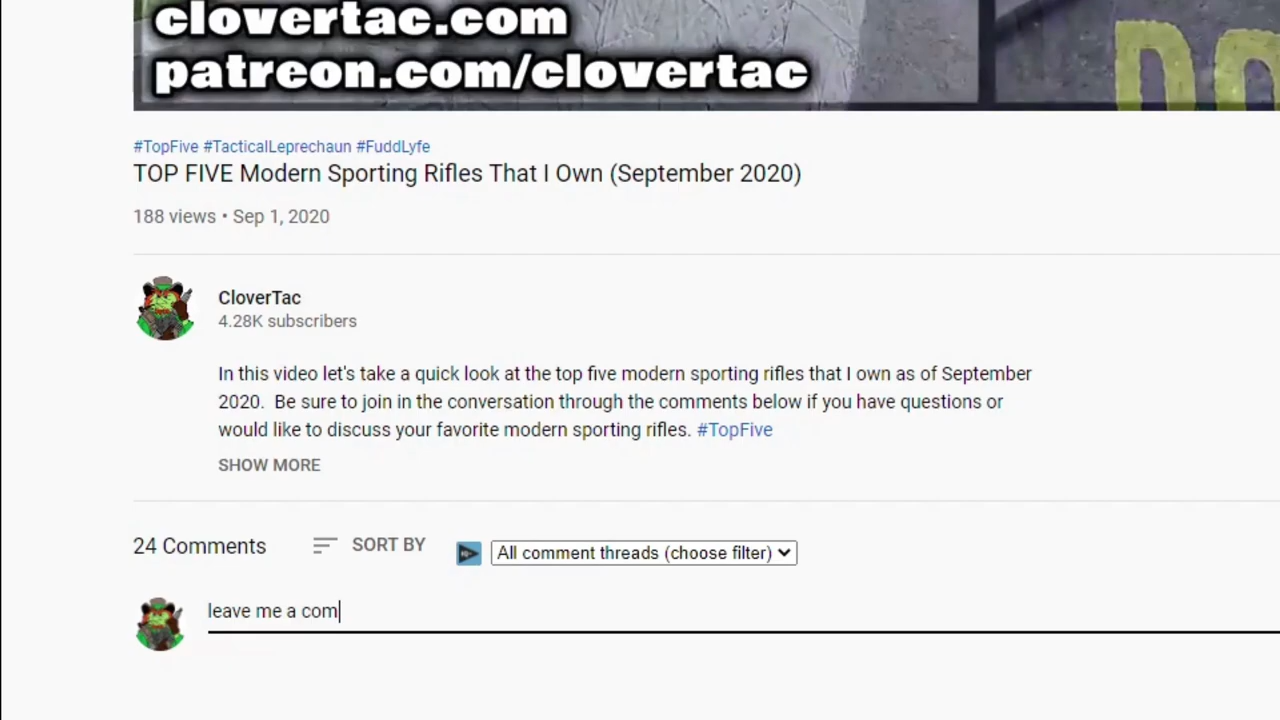 clovertac.com
patreon.com/clovertac
#TopFive #TacticalLeprechaun #FuddLyfe
TOP FIVE Modern Sporting Rifles That I Own (September 2020)
188 views • Sep 1, 2020
CloverTac
4.28K subscribers
In this video let's take a quick look at the top five modern sporting rifles that I own as of September
2020.  Be sure to join in the conversation through the comments below if you have questions or
would like to discuss your favorite modern sporting rifles. #TopFive
SHOW MORE
24 Comments SORT BY All comment threads (choose filter)
leave me a com